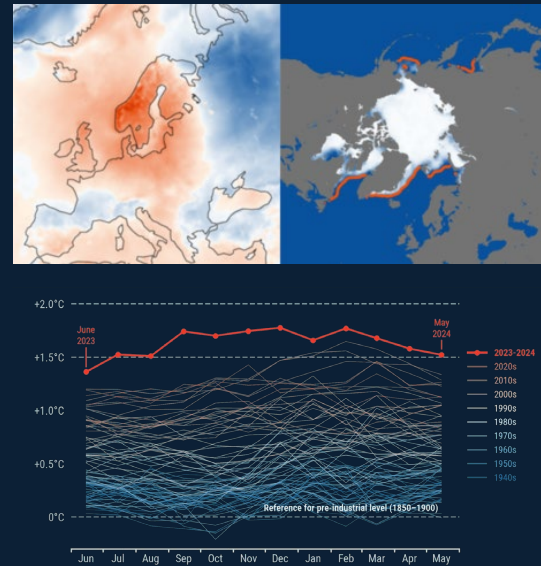 +2.0°C
June
2023
May
2024
+1.5°C
2023-2024
2020s
2010s
+1.0°C
2000s
1990s
1980s
1970s
+0.5°C
1960s
1950s
1940s
Reference for pre-industrial level (1850–1900)
0°C
Jun Jul Aug Sep Oct Nov Dec Jan Feb Mar Apr May